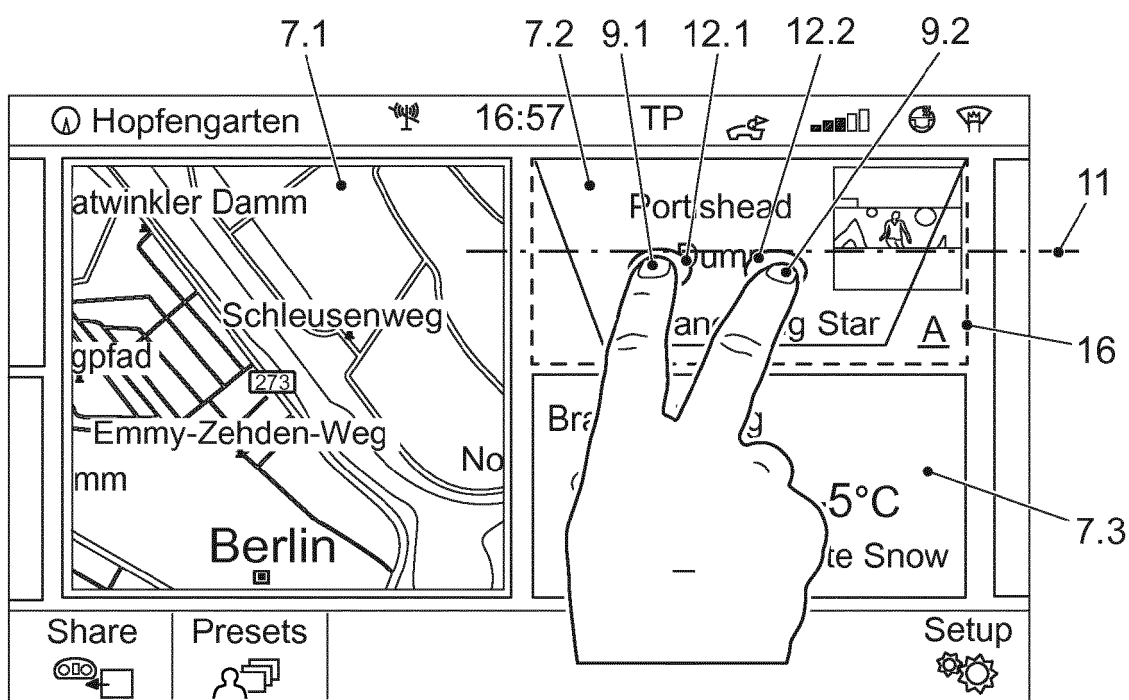 7.1 7.2 9.1 12.1 12.2 9.2
Hopfengarten 16:57 TP
11
atwinkler Damm
Portishead
Schleusenweg
Star A
16
gpfad
273
Emmy-Zehden-Weg
No
mm
5°C
7.3
Berlin
Snow
Share Presets Setup